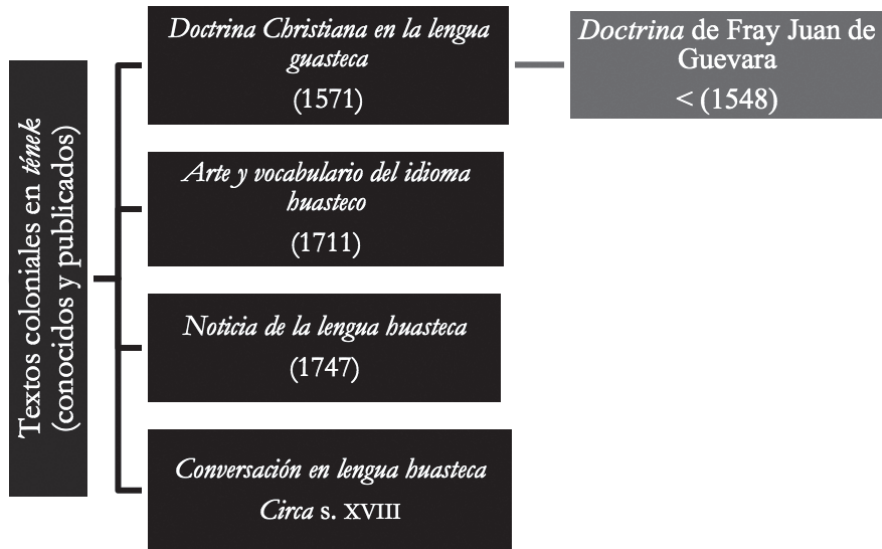 Textos coloniales en tének
(conocidos y publicados)
Doctrina Christiana en la lengua
guasteca
(1571)
Doctrina de Fray Juan de
Guevara
< (1548)
Arte y vocabulario del idioma
huasteco
(1711)
Noticia de la lengua huasteca
(1747)
Conversación en lengua huasteca
Circa s. XVIII